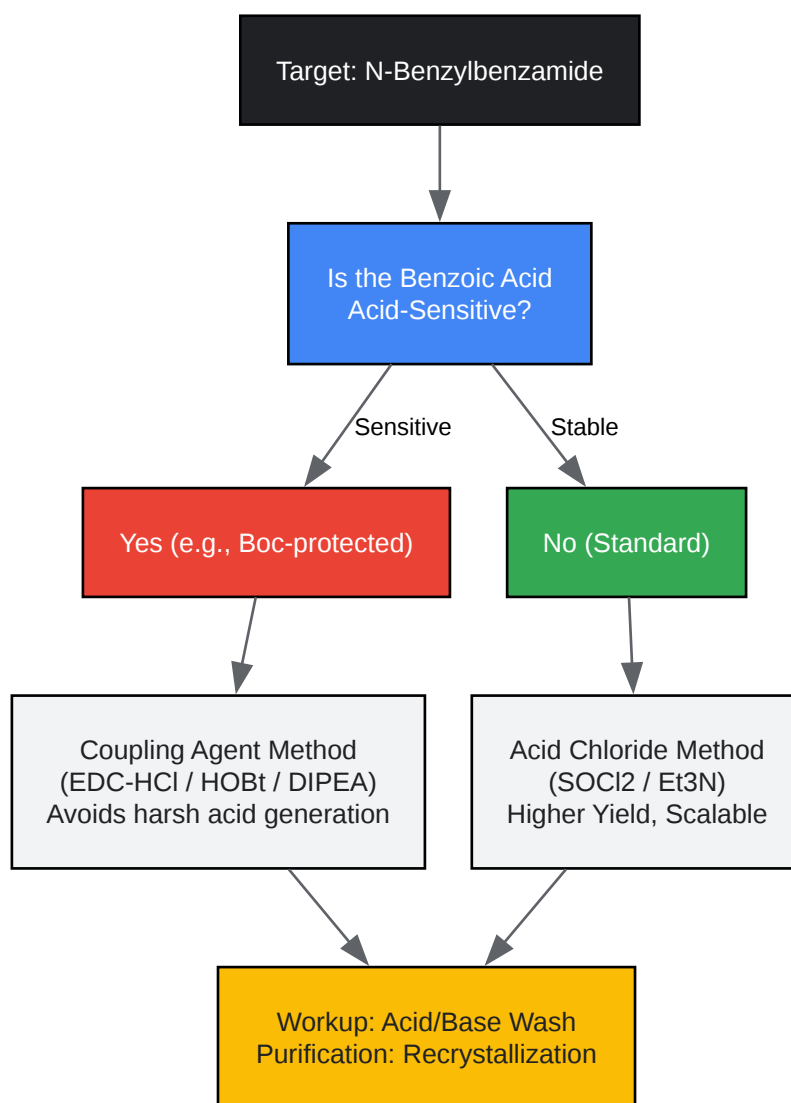 Target: N-Benzylbenzamide
Is the Benzoic Acid
Acid-Sensitive?
Sensitive
Stable
Yes (e.g., Boc-protected)
No (Standard)
Coupling Agent Method
(EDC-HCl / HOBt / DIPEA)
Avoids harsh acid generation
Acid Chloride Method
(SOCl2 / Et3N)
Higher Yield, Scalable
Workup: Acid/Base Wash
Purification: Recrystallization